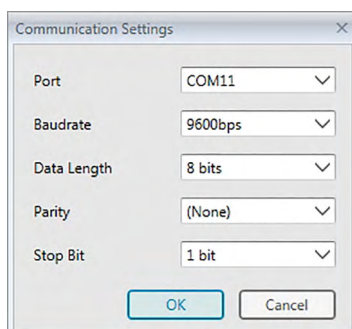 Communication Settings
Port COM11
Baudrate 9600bps
Data Length 8 bits
Parity (None)
Stop Bit 1 bit
OK Cancel